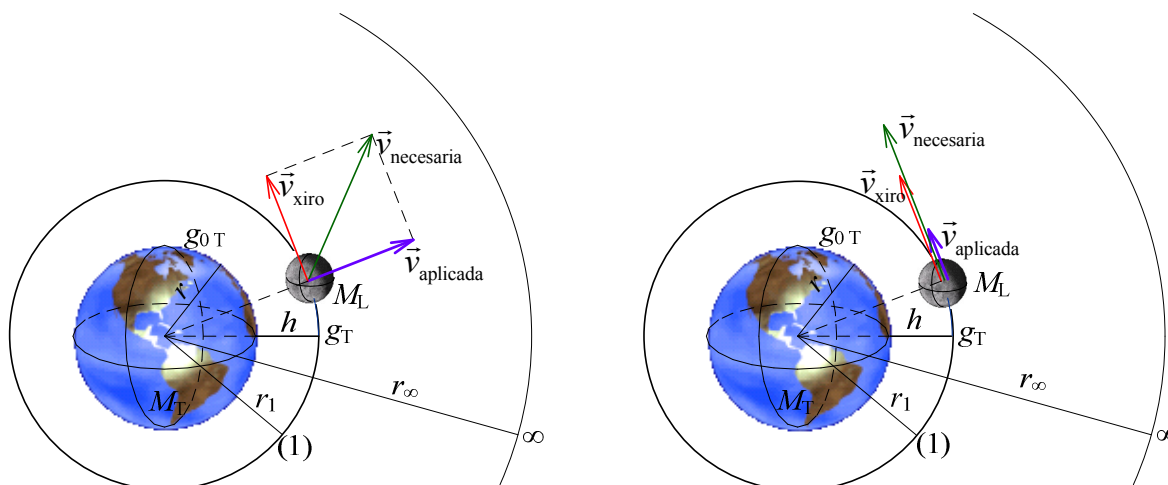 v⃗necesaria
v⃗xiro
g0 T
v⃗aplicada
r
ML
h
gT
MT
r1
r∞
(1)
∞
v⃗necesaria
v⃗xiro
g0 T
v⃗aplicada
r
ML
h
gT
MT
r1
r∞
(1)
∞